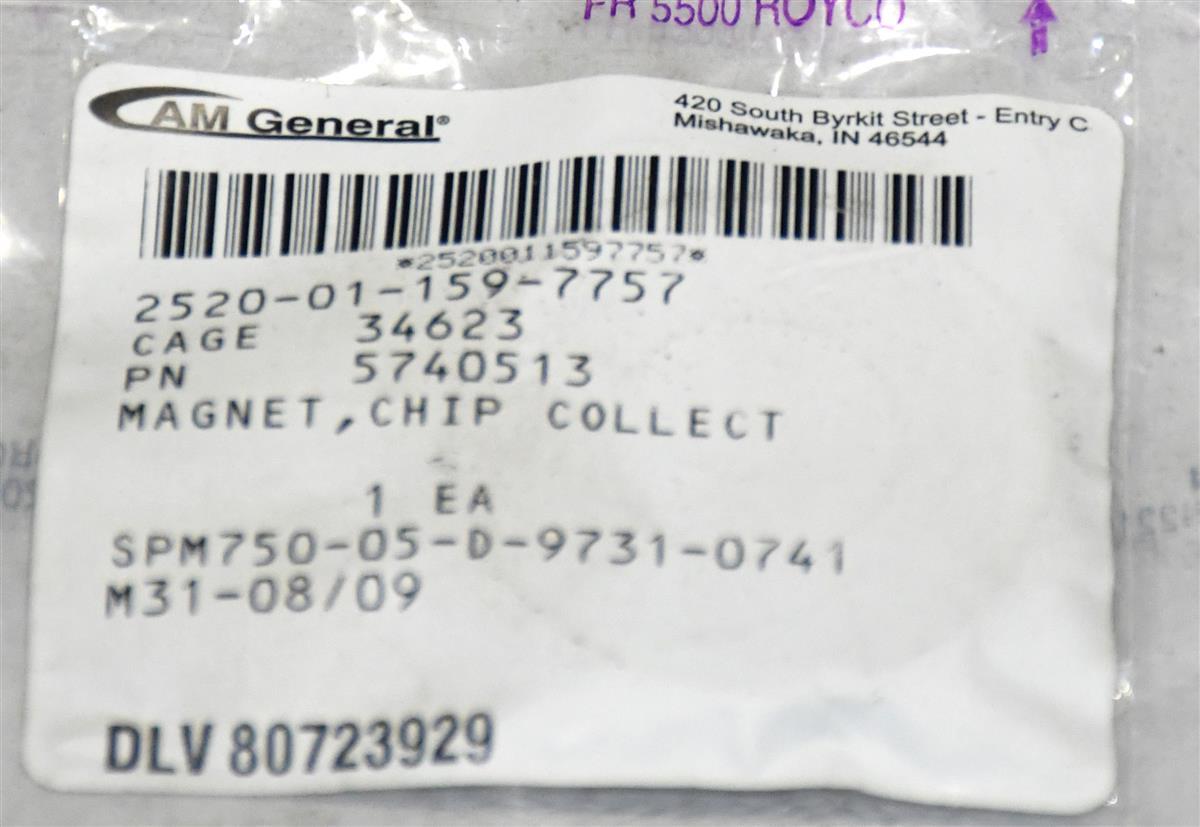 5500 ROYCO
AM General®
420 South Byrkit Street - Entry C
Mishawaka, IN 46544
*2520011597757*
2520-01-159-7757
CAGE 34623
PN 5740513
MAGNET,CHIP COLLECT
1 EA
SPM750-05-D-9731-0741
M31-08/09
DLV 80723929